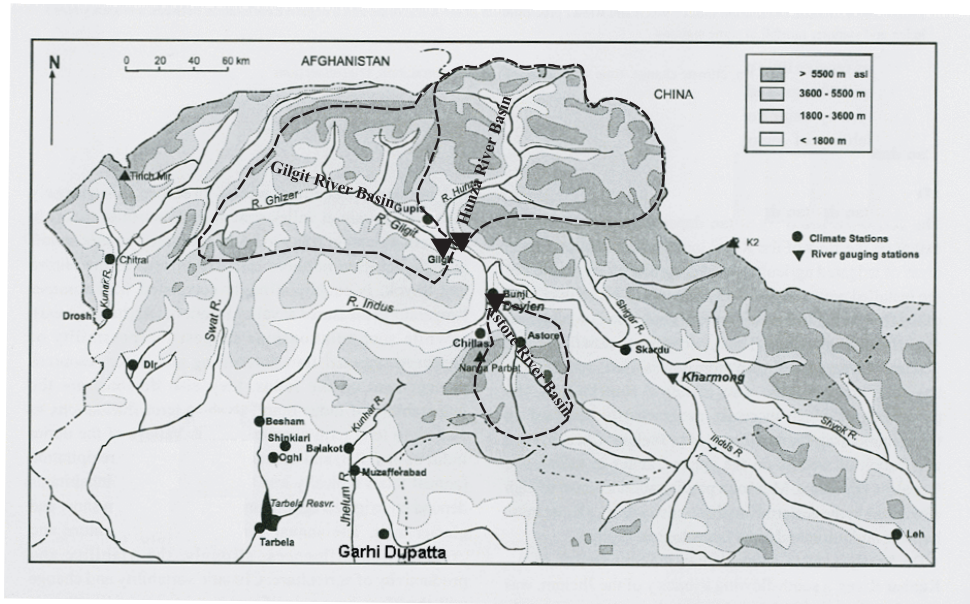 N
0 20 40 60 km
AFGHANISTAN
CHINA
> 5500 m asl
3600 - 5500 m
1800 - 3600 m
< 1800 m
Tirich Mir
Gilgit River Basin
Hunza River Basin
R. Hunza
R. Ghizer
Gupis
R. Gilgit
Gilgit
K2
Climate Stations
River gauging stations
Chitral
Kunar R.
Drosh
Swat R.
R. Indus
Bunji
Doyien
Shigar R.
Astore River Basin
Chillas
Astore
Nanga Parbat
Skardu
Dir
Kharmong
Kunhar R.
Besham
Shinkiari
Oghi
Balakot
Muzafferabad
Shyok R.
Indus R
Jhelum R.
Tarbela Resvr.
Tarbela
Garhi Dupatta
Leh